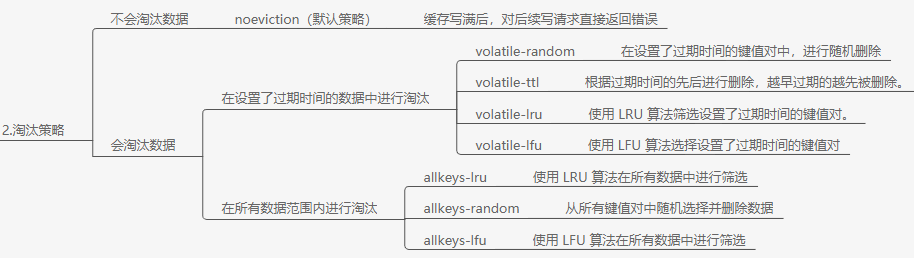 不会淘汰数据 noeviction（默认策略） 缓存写满后，对后续写请求直接返回错误
volatile-random 在设置了过期时间的键值对中，进行随机删除
volatile-ttl 根据过期时间的先后进行删除，越早过期的越先被删除。
在设置了过期时间的数据中进行淘汰
volatile-lru 使用 LRU 算法筛选设置了过期时间的键值对。
2.淘汰策略
会淘汰数据
volatile-lfu 使用 LFU 算法选择设置了过期时间的键值对
allkeys-lru 使用 LRU 算法在所有数据中进行筛选
在所有数据范围内进行淘汰
allkeys-random 从所有键值对中随机选择并删除数据
allkeys-lfu 使用 LFU 算法在所有数据中进行筛选